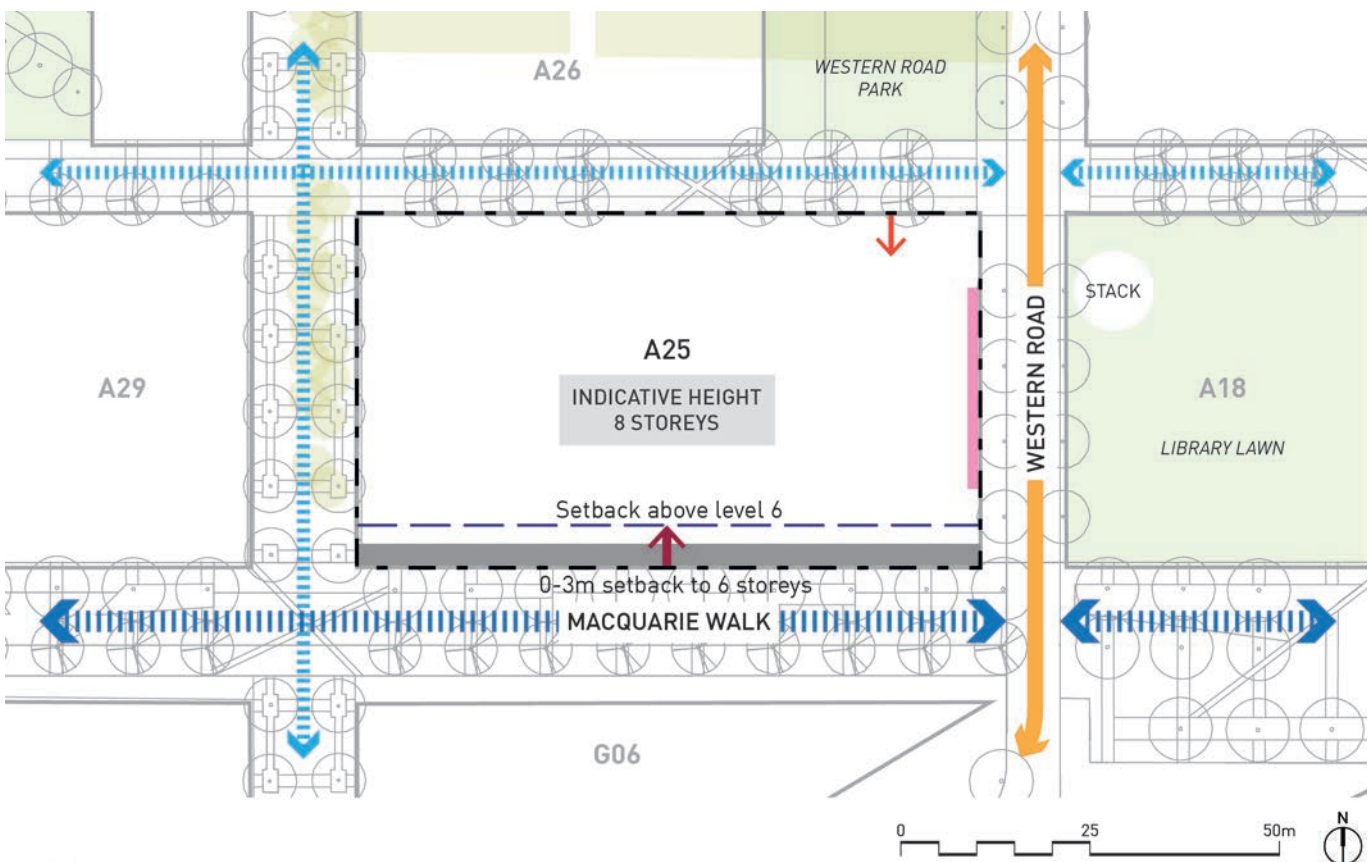 A26
WESTERN ROAD
PARK
A29
A25
INDICATIVE HEIGHT
8 STOREYS
STACK
WESTERN ROAD
A18
LIBRARY LAWN
Setback above level 6
0-3m setback to 6 storeys
MACQUARIE WALK
G06
0
25
50m
N